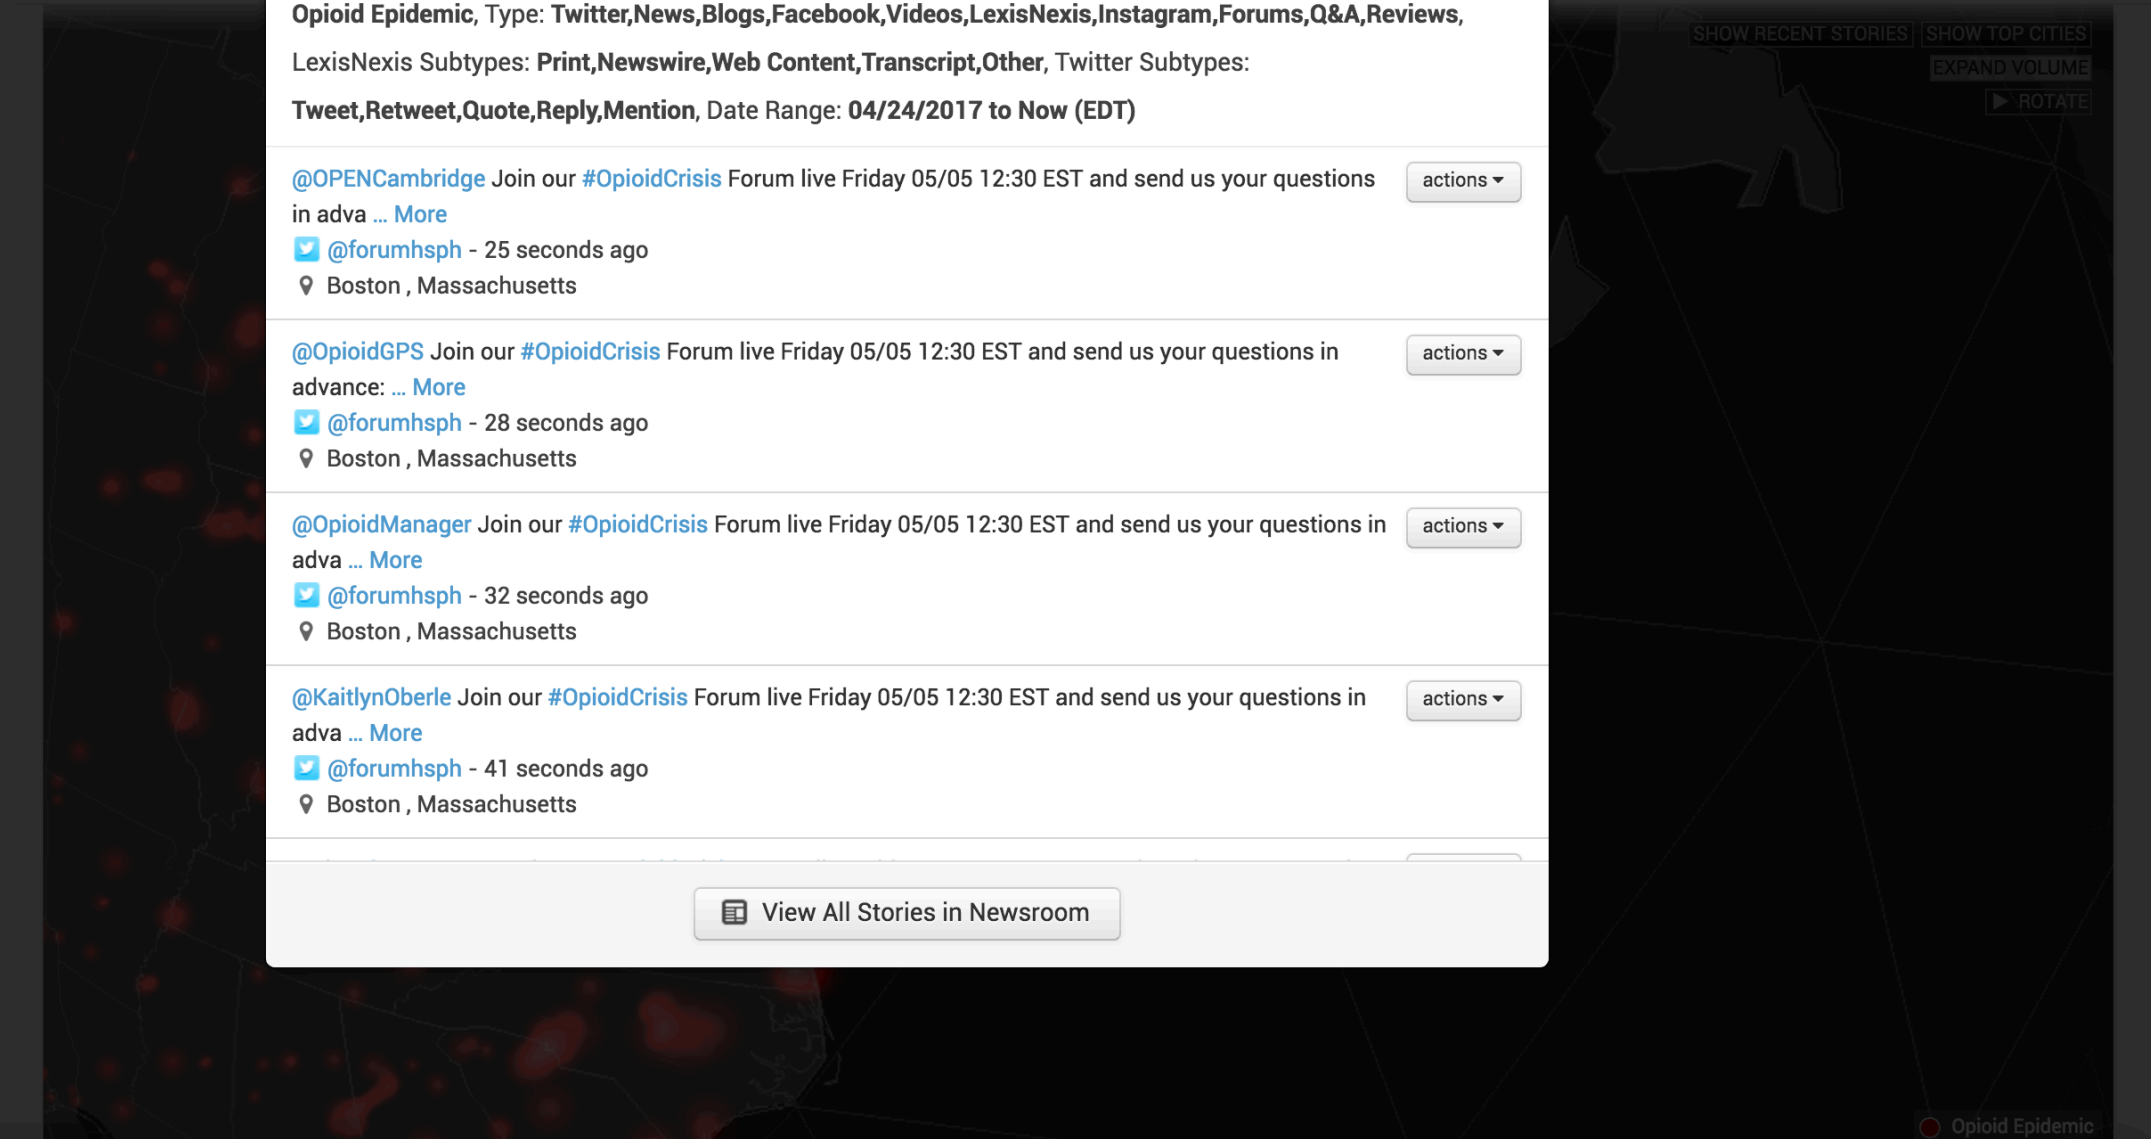 Opioid Epidemic, Type: Twitter,News,Blogs,Facebook,Videos,LexisNexis,Instagram,Forums,Q&A,Reviews,
LexisNexis Subtypes: Print,Newswire,Web Content,Transcript,Other, Twitter Subtypes:
Tweet,Retweet,Quote,Reply,Mention, Date Range: 04/24/2017 to Now (EDT)
SHOW RECENT STORIES SHOW TOP CITIES
EXPAND VOLUME
ROTATE
@OPENCambridge Join our #OpioidCrisis Forum live Friday 05/05 12:30 EST and send us your questions
in adva ... More
actions
@forumhsph - 25 seconds ago
Boston , Massachusetts
@OpioidGPS Join our #OpioidCrisis Forum live Friday 05/05 12:30 EST and send us your questions in
advance: ... More
actions
@forumhsph - 28 seconds ago
Boston , Massachusetts
@OpioidManager Join our #OpioidCrisis Forum live Friday 05/05 12:30 EST and send us your questions in
adva ... More
actions
@forumhsph - 32 seconds ago
Boston , Massachusetts
@KaitlynOberle Join our #OpioidCrisis Forum live Friday 05/05 12:30 EST and send us your questions in
adva ... More
actions
@forumhsph - 41 seconds ago
Boston , Massachusetts
View All Stories in Newsroom
Opioid Epidemic